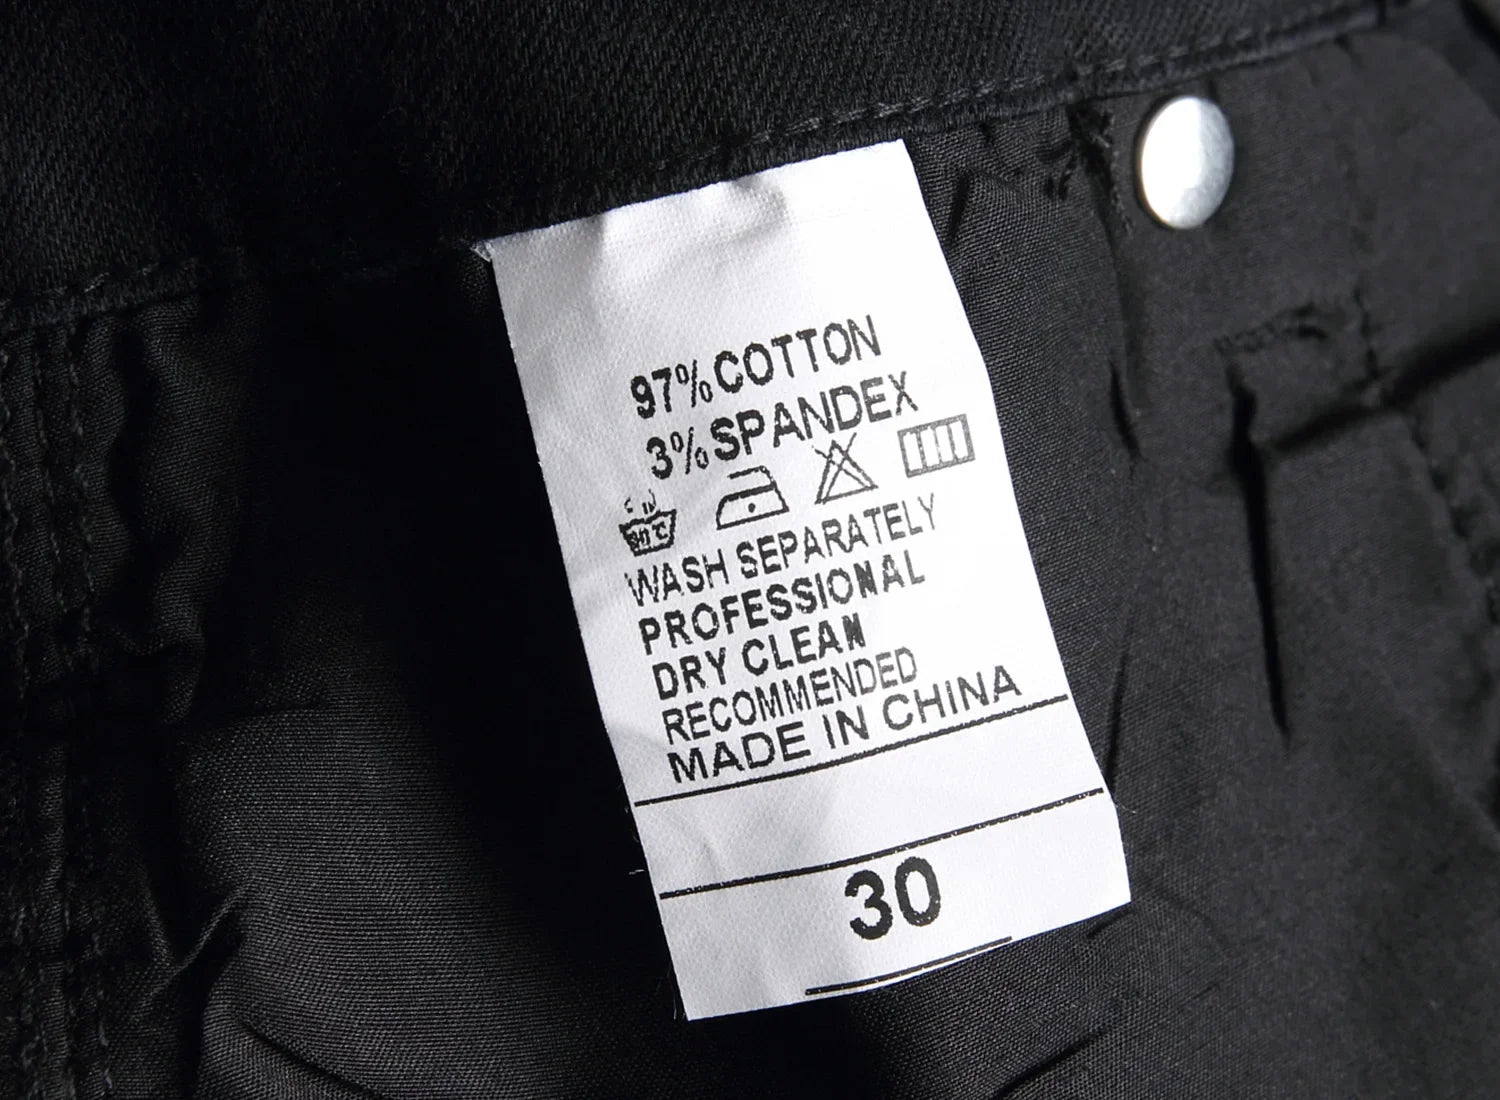 97%COTTON
3%SPANDEX
WASH SEPARATELY
PROFESSIONAL
DRY CLEAN
RECOMMENDED
MADE IN CHINA
30